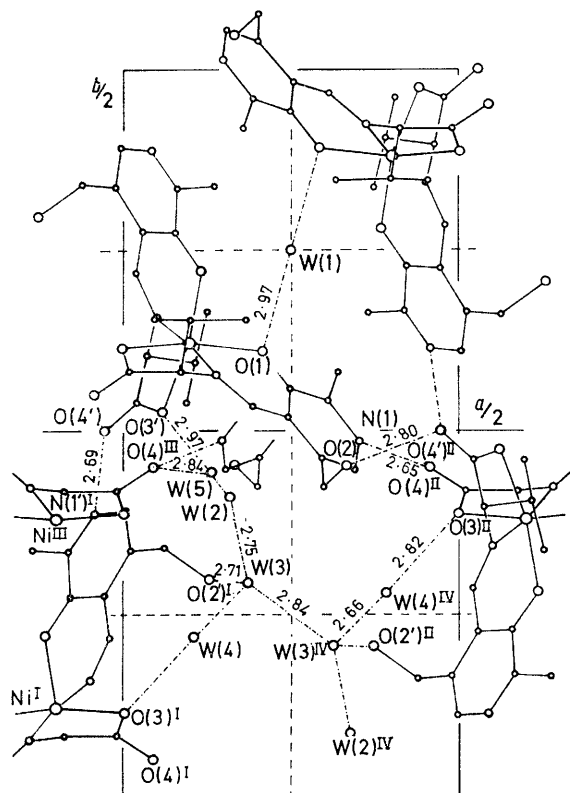 b/2
W(1)
2·97
O(1)
a/2
O(4')
O(3')
N(1)
2·80
O(2)
O(4')II
2·97
O(4)III
2·84
2·65
O(4)II
2·69
W(5)
N(1')I
W(2)
O(3)II
NiIII
2·75
2·82
2·71
W(3)
O(2')I
2·84
2·66
W(4)IV
W(4)
W(3)IV
O(2')II
NiI
O(3)I
W(2)IV
O(4)I